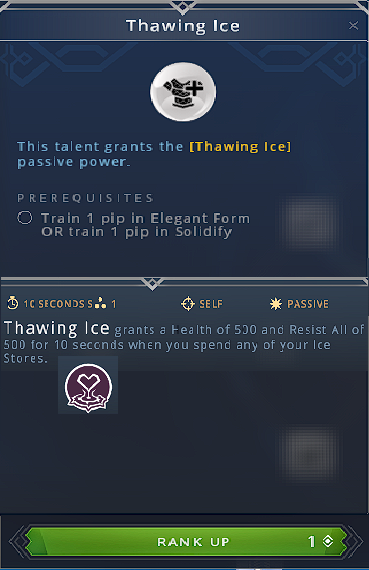 Thawing Ice
This talent grants the [Thawing Ice]
passive power.
PREREQUISITES
Train 1 pip in Elegant Form
OR train 1 pip in Solidify
10 SECONDS 1 SELF PASSIVE
Thawing Ice grants a Health of 500 and Resist All of
500 for 10 seconds when you spend any of your Ice
Stores.
RANK UP 1